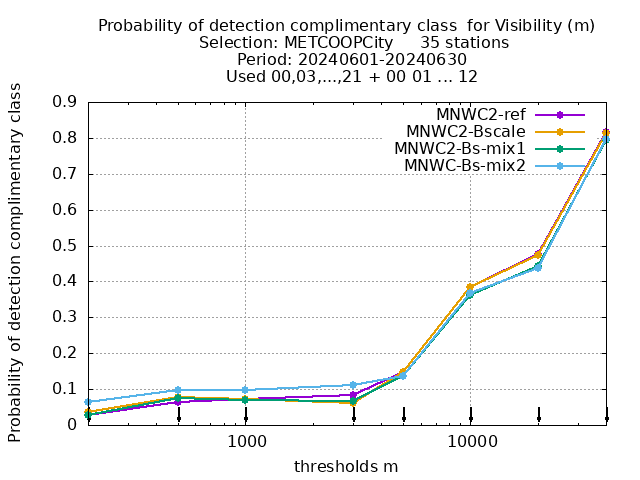 Probability of detection complimentary class  for Visibility (m)
Selection: METCOOPCity     35 stations
Period: 20240601-20240630
Used 00,03,...,21 + 00 01 ... 12
Probability of detection complimentary class
0.9
0.8
0.7
0.6
0.5
0.4
0.3
0.2
0.1
0
MNWC2-ref
MNWC2-Bscale
MNWC2-Bs-mix1
MNWC-Bs-mix2
1000 10000
thresholds m